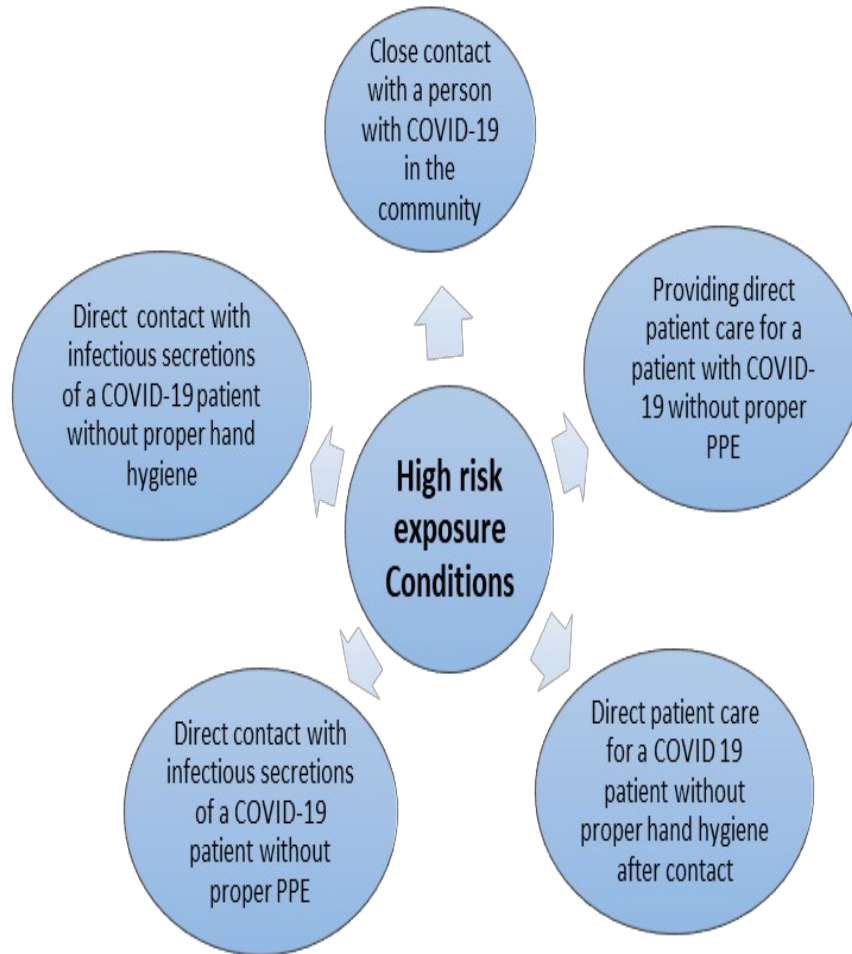 Close contact
with a person
with COVID-19
in the
community
Providing direct
patient care for a
patient with COVID-
19 without proper
PPE
Direct patient care
for a COVID 19
patient without
proper hand hygiene
after contact
Direct contact with
infectious secretions
of a COVID-19
patient without
proper PPE
Direct contact with
infectious secretions
of a COVID-19 patient
without proper hand
hygiene
High risk
exposure
Conditions